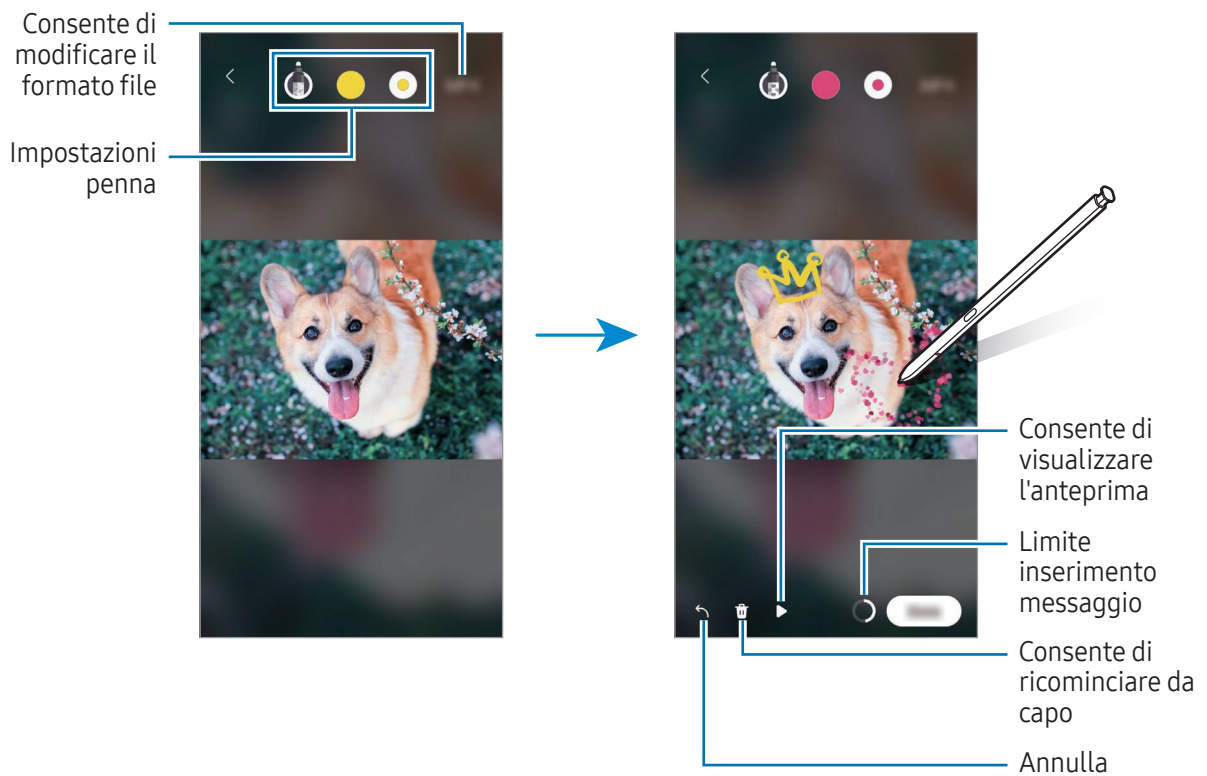 Consente di
modificare il
formato file
Impostazioni
penna
Consente di
visualizzare
l'anteprima
Limite
inserimento
messaggio
Consente di
ricominciare da
capo
Annulla